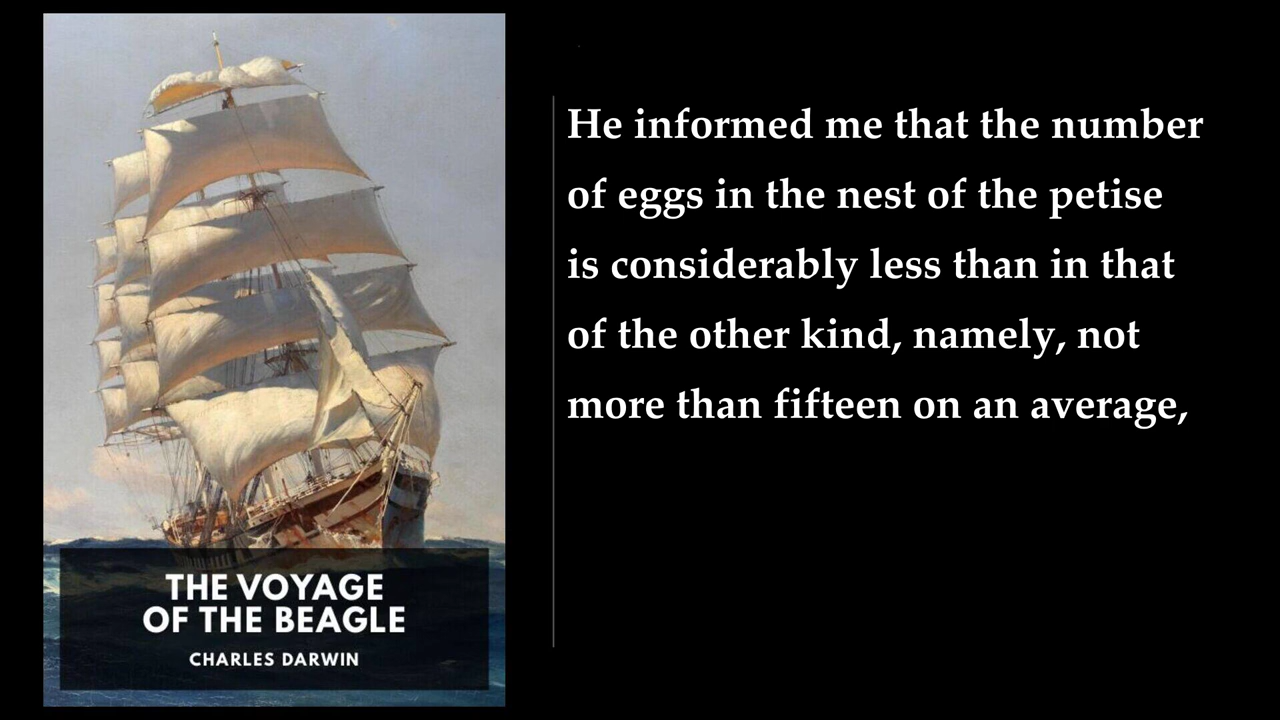 THE VOYAGE
OF THE BEAGLE
CHARLES DARWIN
He informed me that the number
of eggs in the nest of the petise
is considerably less than in that
of the other kind, namely, not
more than fifteen on an average,